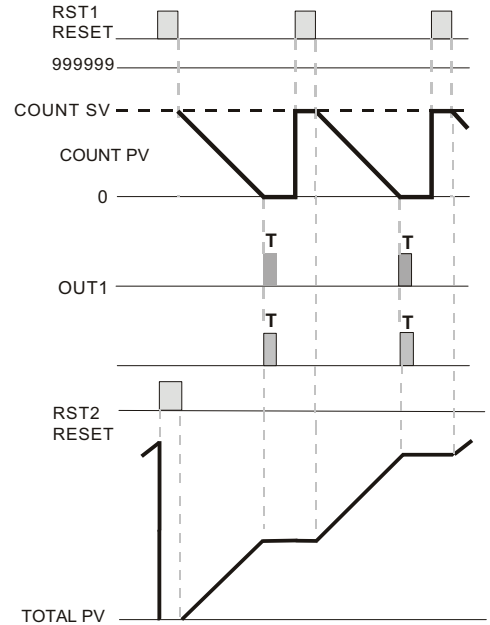 RST1
RESET
999999
COUNT SV
COUNT PV
0
T
T
OUT1
T
T
RST2
RESET
TOTAL PV